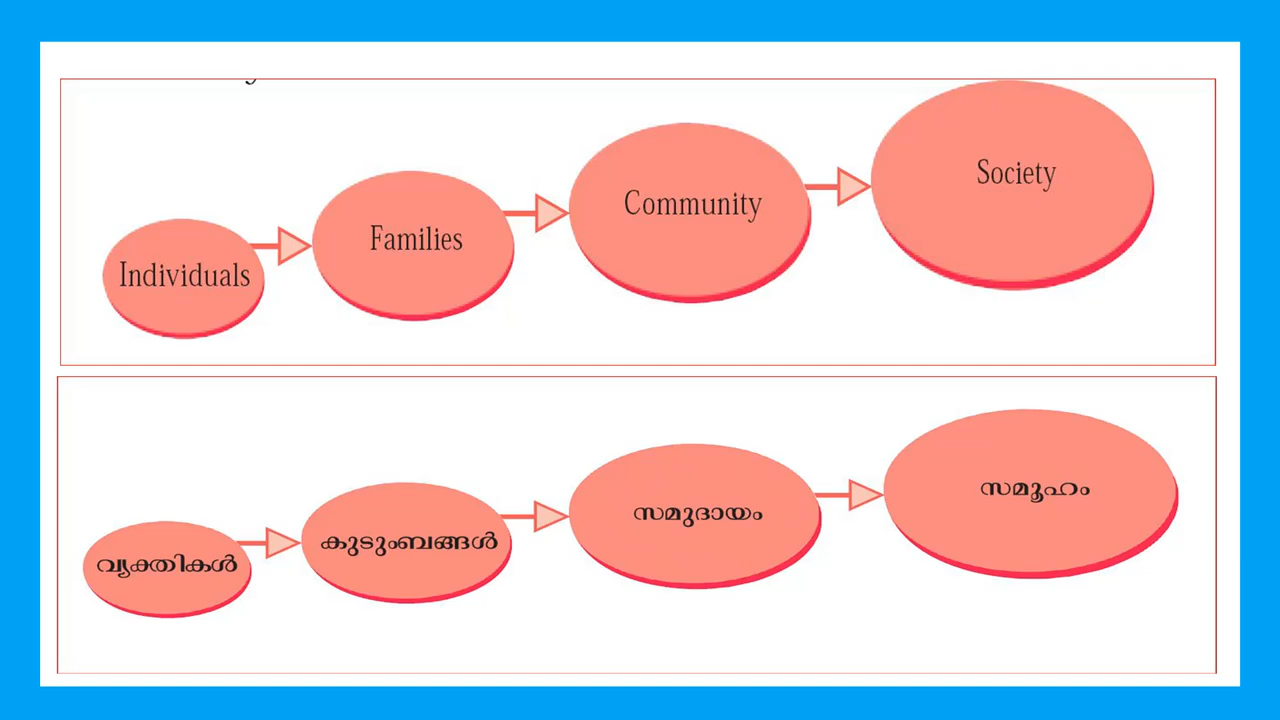 Individuals
Families
Community
Society
വ്യക്തികൾ
കുടുംബങ്ങൾ
സമുദായം
സമൂഹം